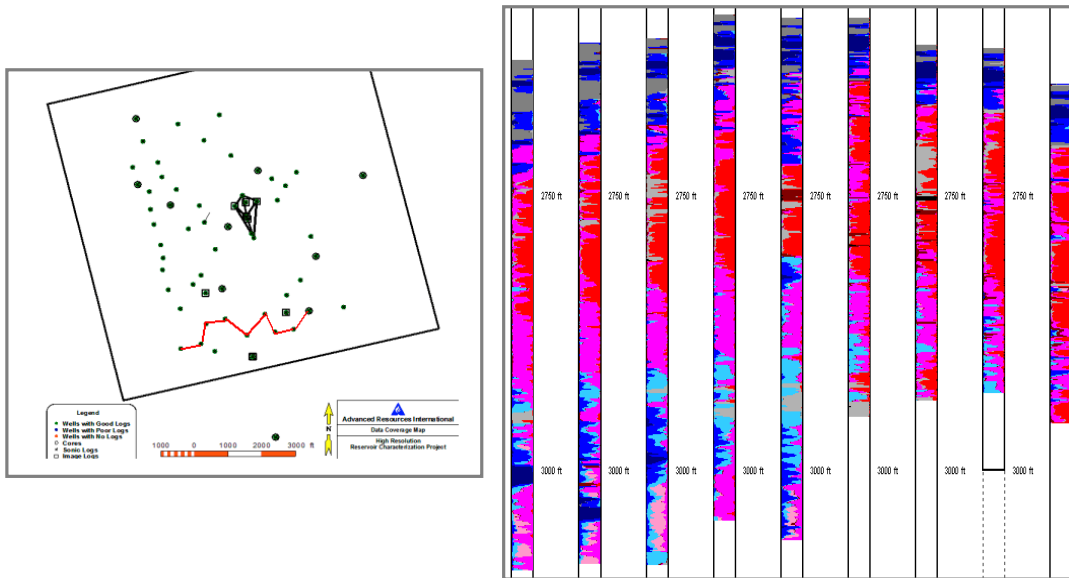 Legend
Wells with Good Logs
Wells with Poor Logs
Wells with No Logs
Cores
Sonic Logs
Image Logs
N
1000 0 1000 2000 3000 ft
Advanced Resources International
Data Coverage Map
High Resolution
Reservoir Characterization Project
2750 ft 2750 ft 2750 ft 2750 ft 2750 ft 2750 ft 2750 ft 2750 ft
3000 ft 3000 ft 3000 ft 3000 ft 3000 ft 3000 ft 3000 ft 3000 ft